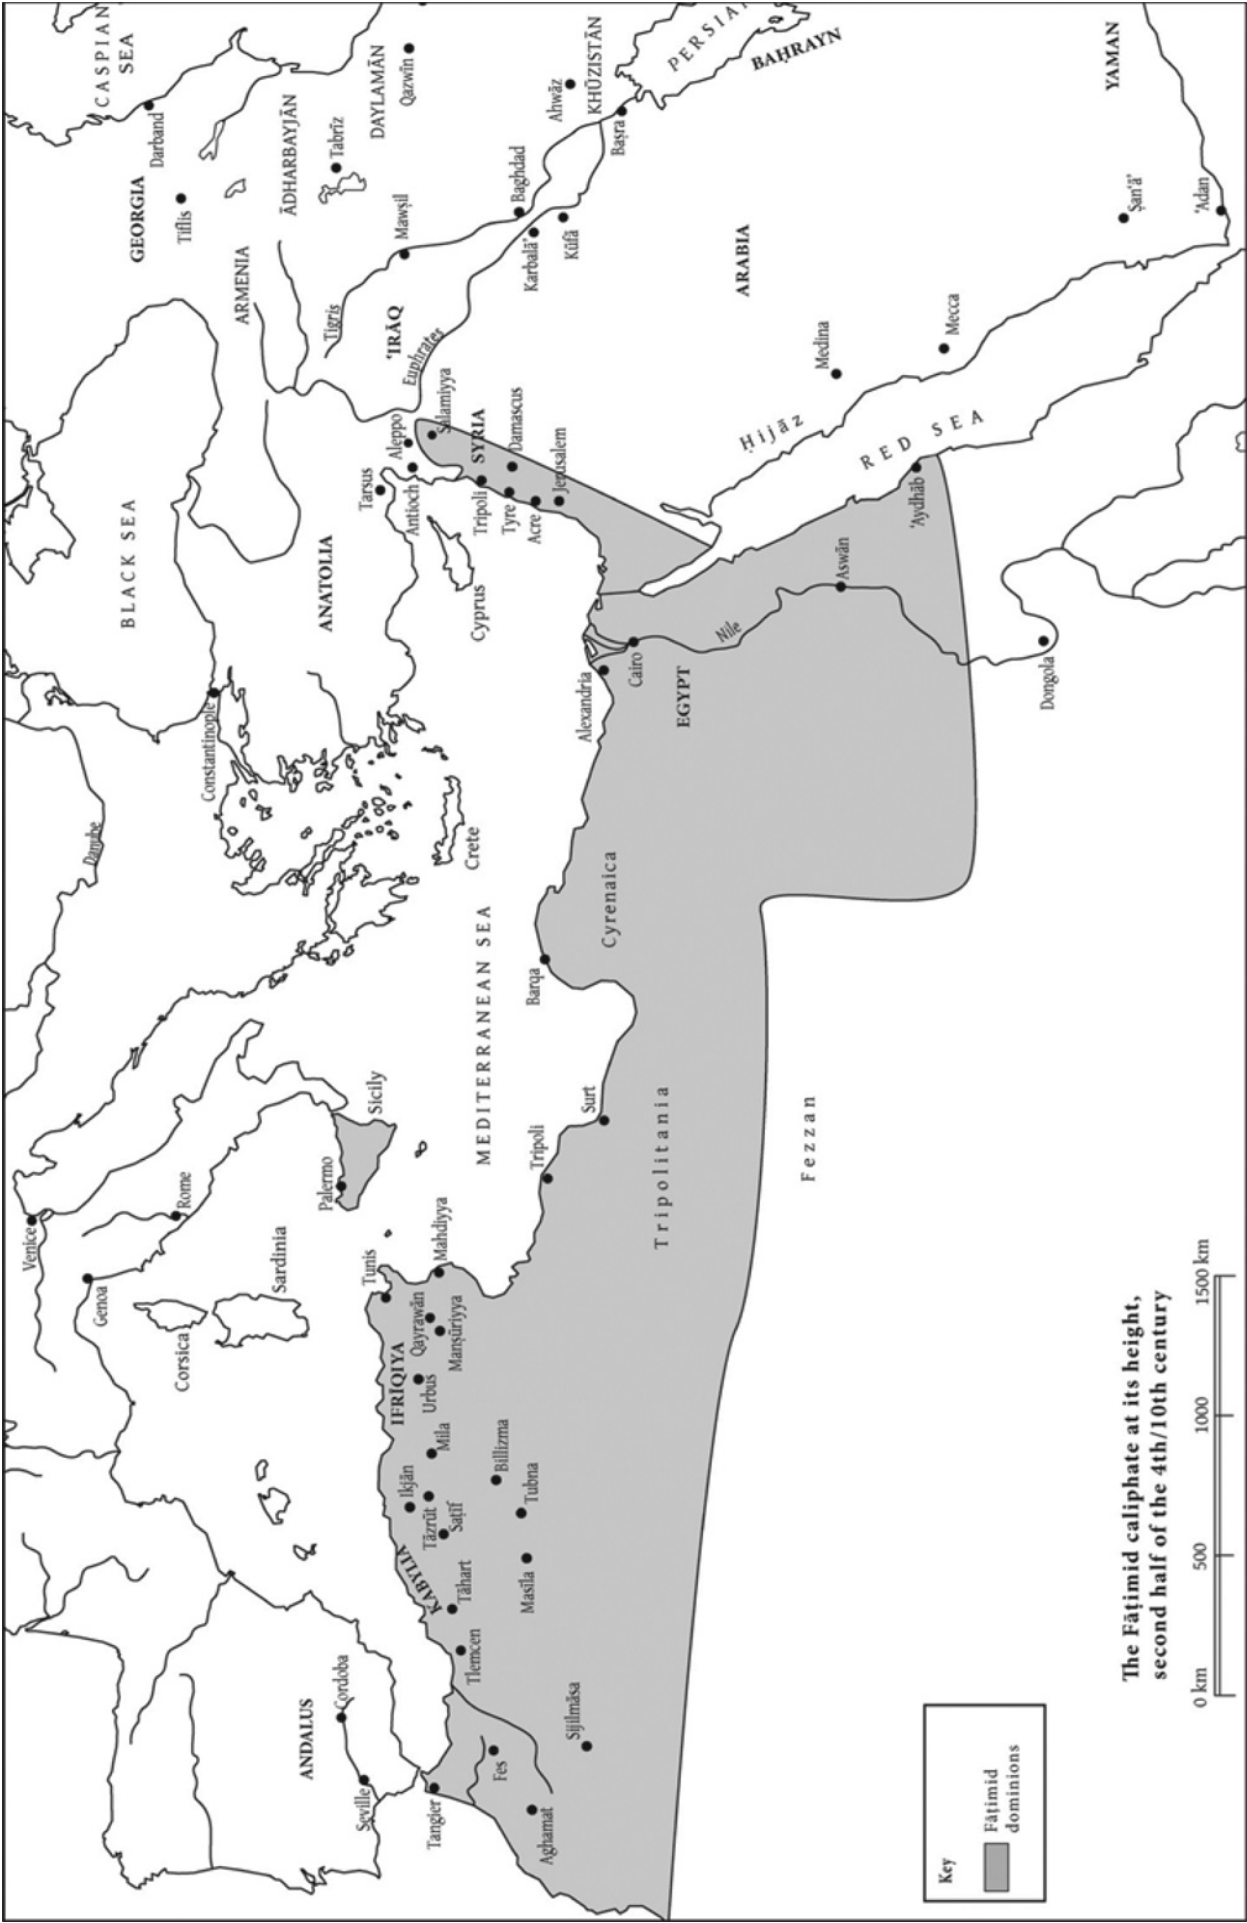 The Fāṭimid caliphate at its height,
second half of the 4th/10th century
0 km
500
1000
1500 km
Key
Fāṭimid
dominions
Venice
Genoa
Rome
Corsica
Sardinia
Palermo
Sicily
ANDALUS
Cordoba
Seville
Tangier
Fes
Aghamat
Sijilmāsa
Tlemcen
Tāhart
KABYLIA
Masīla
Tubna
Billizma
Saṭīf
Tāzrūt
Ikjān
Mila
IFRĪQIYA
Urbus
Qayrawān
Manṣūriyya
Tunis
Mahdiyya
Tripoli
Surt
Tripolitania
Fezzan
MEDITERRANEAN SEA
Barqa
Cyrenaica
Crete
Danube
Constantinople
BLACK SEA
ANATOLIA
Cyprus
Alexandria
Cairo
EGYPT
Nile
Aswān
'Aydhāb
Dongola
RED SEA
Ḥijāz
Tarsus
Antioch
Aleppo
Salamiyya
SYRIA
Tripoli
Damascus
Tyre
Acre
Jerusalem
Euphrates
'IRĀQ
Tigris
Mawṣil
ARMENIA
GEORGIA
Tiflis
Darband
CASPIAN
SEA
ĀDHARBAYJĀN
Tabrīz
DAYLAMĀN
Qazwīn
Baghdad
Karbalā'
Kūfā
Ahwāz
KHŪZISTĀN
Baṣra
PERSIAN
BAḤRAYN
ARABIA
Medina
Mecca
YAMAN
Ṣan'ā'
'Adan